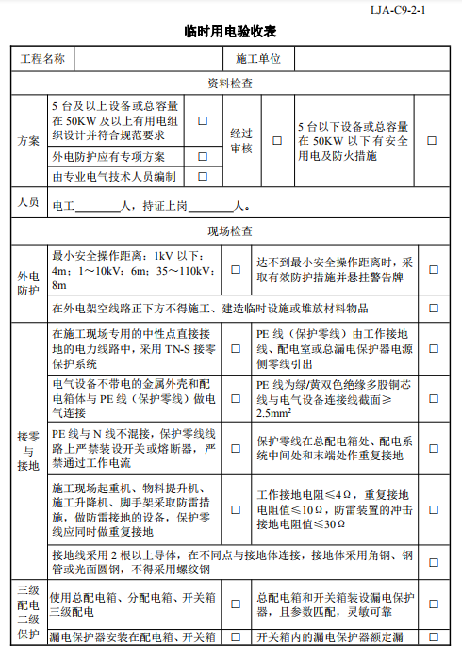 LJA-C9-2-1
临时用电验收表
工程名称
施工单位
资料检查
方案
5 台及以上设备或总容量
在 50KW 及以上有用电组
织设计并符合规范要求
□
外电防护应有专项方案
□
由专业电气技术人员编制
□
经过
审核
□
5 台以下设备或总容量
在 50KW 以下有安全
用电及防火措施
□
人员
电工________人，持证上岗________人。
现场检查
外电
防护
最小安全操作距离：1kV 以下：
4m；1～10kV：6m；35～110kV：
8m
□
达不到最小安全操作距离时，采
取有效防护措施并悬挂警告牌
□
在外电架空线路正下方不得施工、建造临时设施或堆放材料物品
□
接零
与
接地
在施工现场专用的中性点直接接
地的电力线路中，采用 TN-S 接零
保护系统
□
PE 线（保护零线）由工作接地
线、配电室或总漏电保护器电源
侧零线引出
□
电气设备不带电的金属外壳和配
电箱体与 PE 线（保护零线）做电
气连接
□
PE 线为绿/黄双色绝缘多股铜芯
线与电气设备连接线截面≥
2.5mm²
□
PE 线与 N 线不混接，保护零线线
路上严禁装设开关或熔断器，严
禁通过工作电流
□
保护零线在总配电箱处、配电系
统中间处和末端处作重复接地
□
施工现场起重机、物料提升机、
施工升降机、脚手架采取防雷措
施，做防雷接地的设备，保护零
线应同时做重复接地
□
工作接地电阻≤4Ω，重复接地
电阻值≤10Ω，防雷装置的冲击
接地电阻值≤30Ω
□
接地线采用 2 根以上导体，在不同点与接地体连接，接地体采用角钢、钢
管或光面圆钢，不得采用螺纹钢
□
三级
配电
二级
保护
使用总配电箱、分配电箱、开关箱
三级配电
□
总配电箱和开关箱装设漏电保护
器，且参数匹配、灵敏可靠
□
漏电保护器安装在配电箱、开关箱
□
开关箱内的漏电保护器额定漏
□